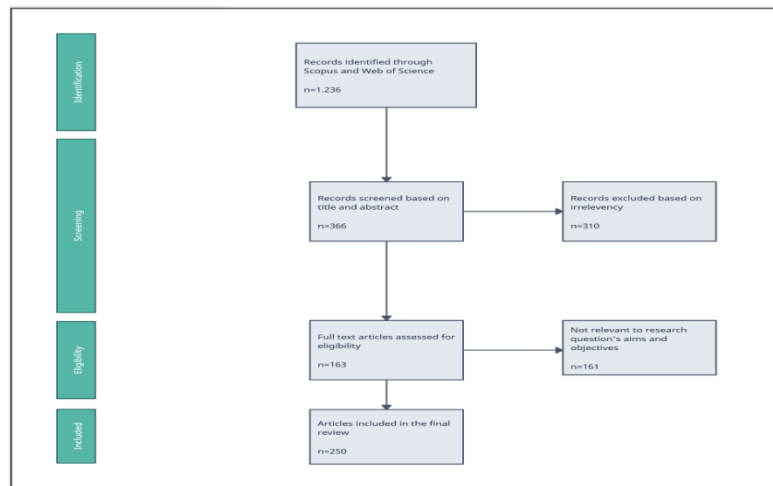 Identification
Records identified through
Scopus and Web of Science
n=1.236
Screening
Records screened based on
title and abstract
n=366
Records excluded based on
irrelevency
n=310
Eligibility
Full text articles assessed for
eligibility
n=163
Not relevant to research
question's aims and
objectives
n=161
Included
Articles included in the final
review
n=250